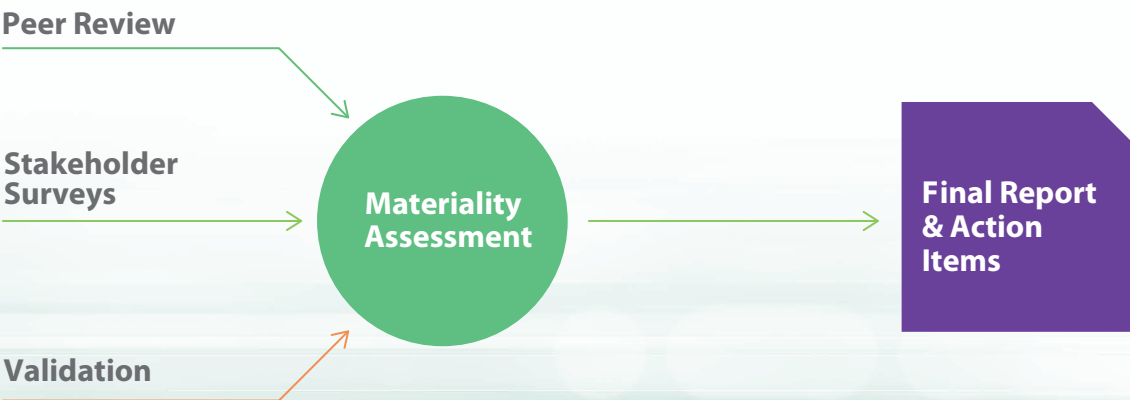 Peer Review
Stakeholder
Surveys
Materiality
Assessment
Final Report
& Action
Items
Validation